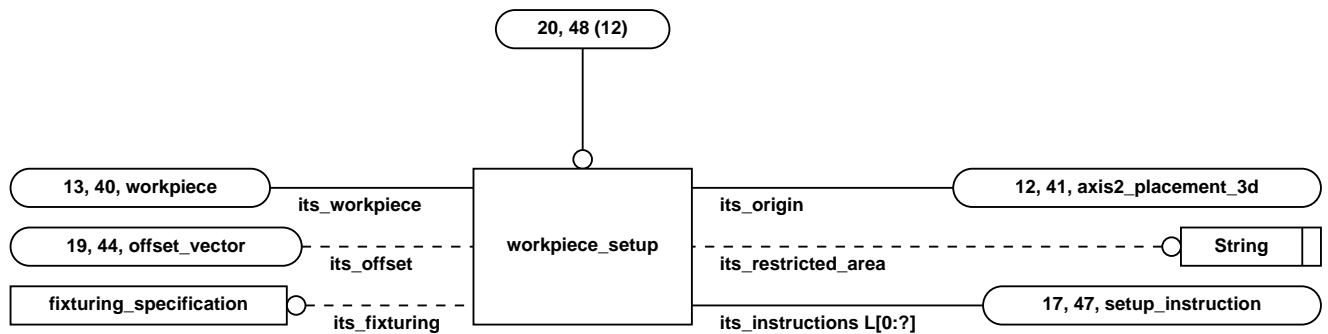 20, 48 (12)
13, 40, workpiece
its_workpiece
19, 44, offset_vector
its_offset
fixturing_specification
its_fixturing
workpiece_setup
its_origin
12, 41, axis2_placement_3d
its_restricted_area
String
its_instructions L[0:?]
17, 47, setup_instruction